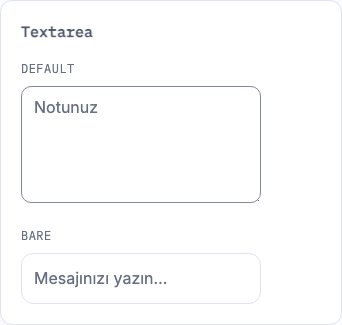 Textarea
DEFAULT
Notunuz
BARE
Mesajınızı yazın...